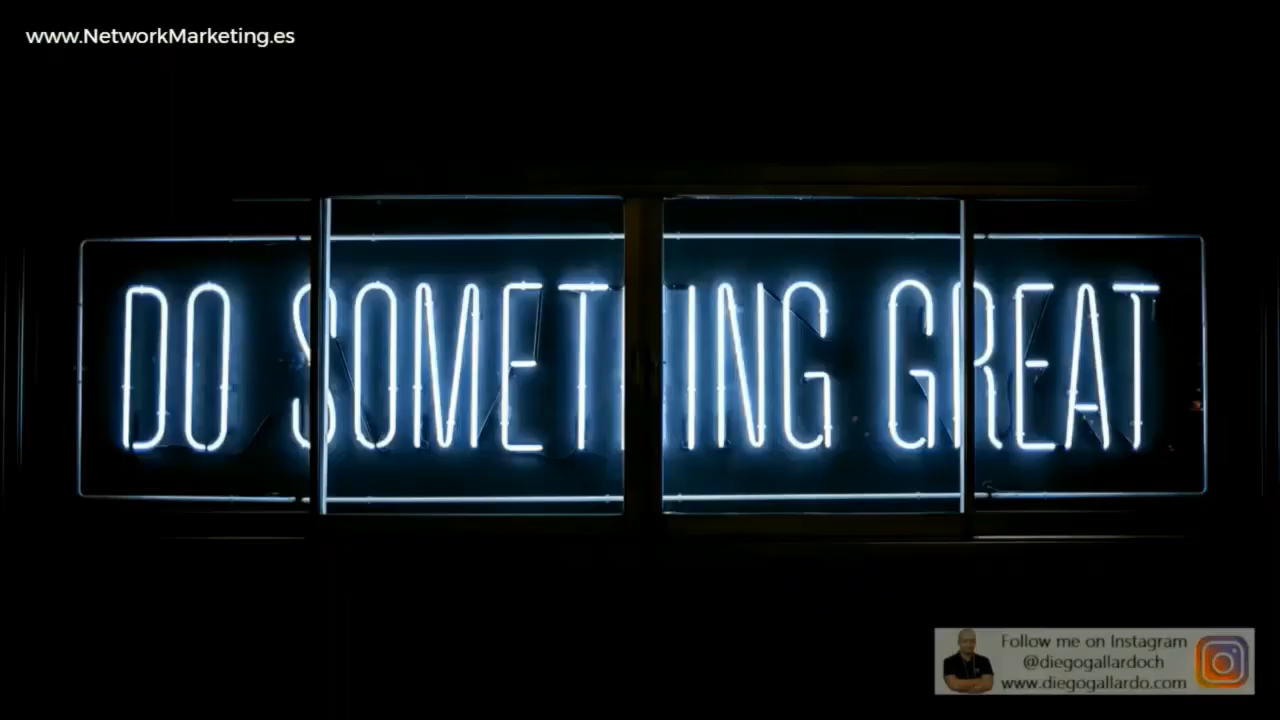 www.NetworkMarketing.es
DO SOMETHING GREAT
Follow me on Instagram
@diegogallardoch
www.diegogallardo.com